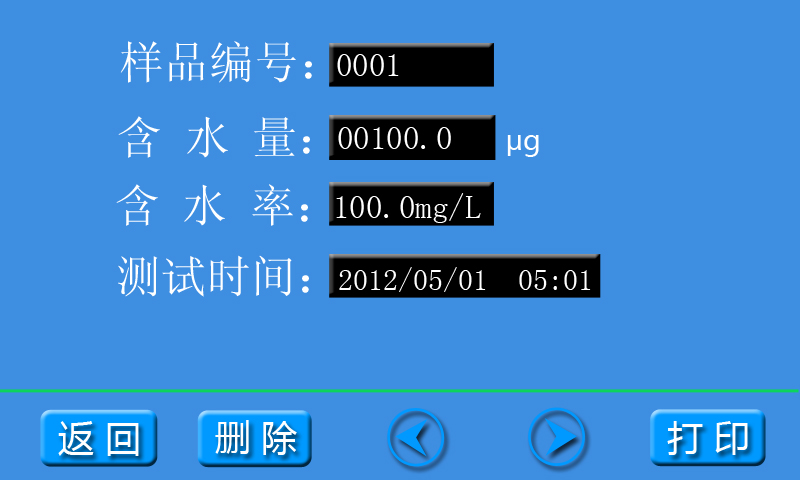 样品编号：0001
含水量：00100.0 µg
含水率：100.0mg/L
测试时间：2012/05/01 05:01
返回 删除 打印